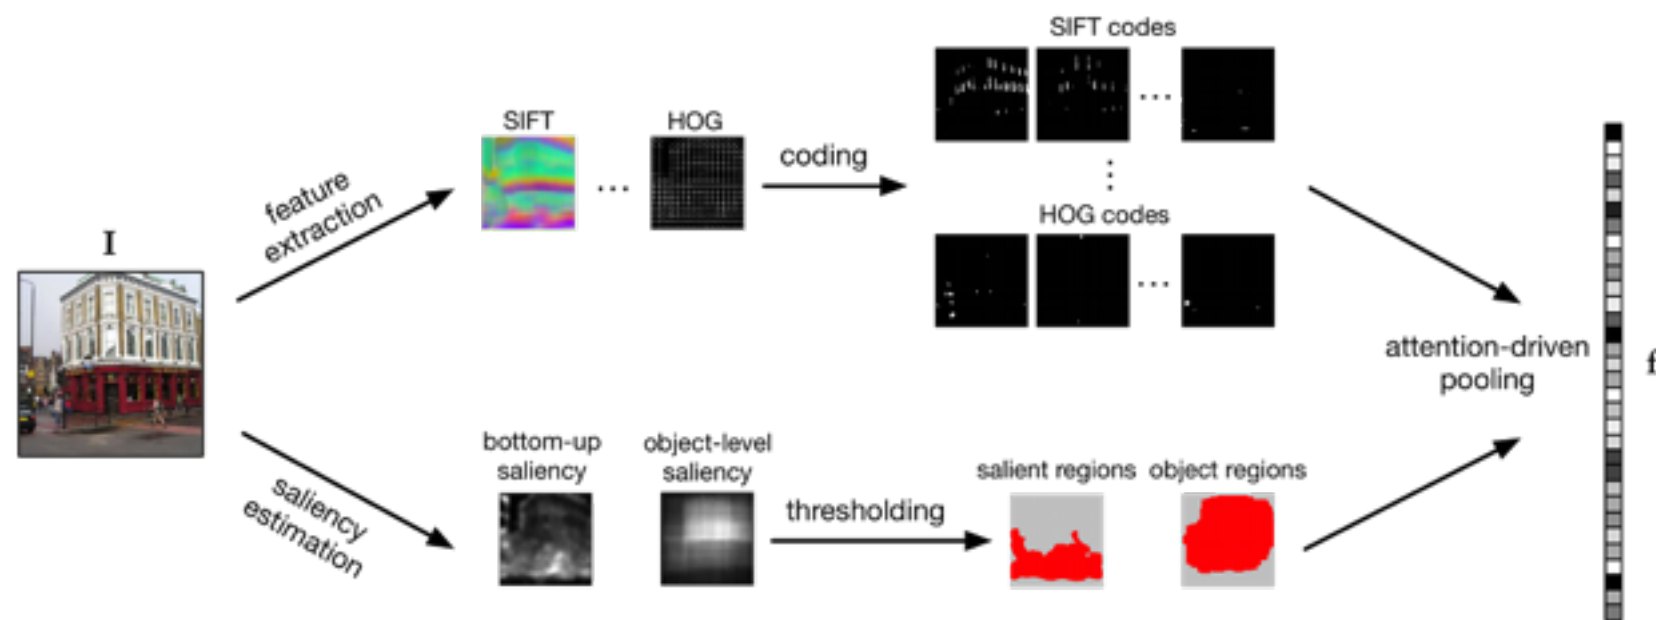 SIFT codes
SIFT
HOG
coding
...
...
...
HOG codes
...
feature
extraction
I
attention-driven
pooling
f
bottom-up
saliency
object-level
saliency
salient regions
object regions
thresholding
saliency
estimation